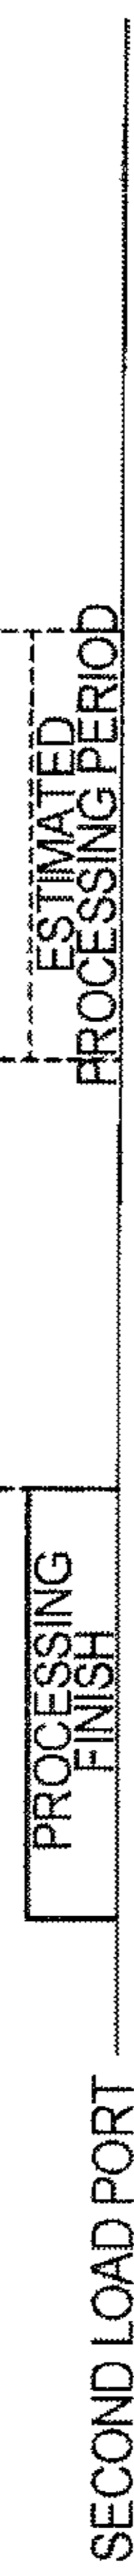 SECOND LOAD PORT
PROCESSING
FINISH
ESTIMATED
PROCESSING PERIOD